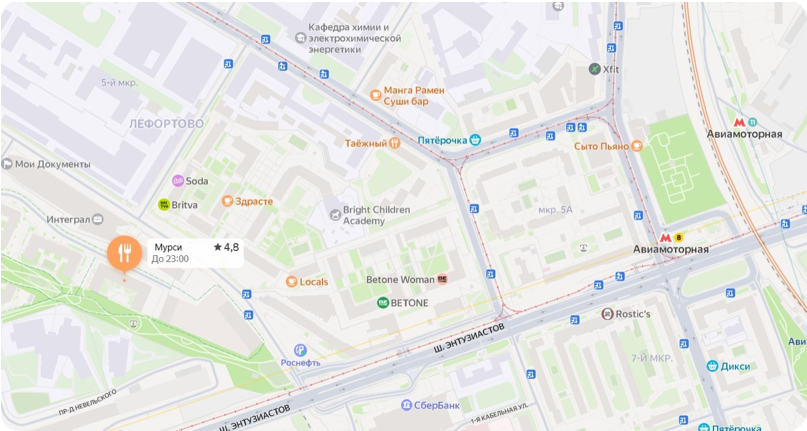 Кафедра химии и
электрохимической
энергетики
Xfit
5-й мкр.
Манга Рамен
Суши бар
ЛЕФОРТОВО
М 11
Авиамоторная
Таёжный
Пятёрочка
Сыто Пьяно
Мои Документы
Soda
Britva
Здрасте
Bright Children
Academy
мкр. 5А
Интеграл
М 8
Авиамоторная
Мурси
★ 4,8
До 23:00
Locals
Betone Woman
BETONE
Rostic's
Ш. ЭНТУЗИАСТОВ
Роснефть
7-Й МКР.
Дикси
Ави
ПР-Д НЕВЕЛЬСКОГО
СберБанк
1-Я КАБЕЛЬНАЯ УЛ.
Ш. ЭНТУЗИАСТОВ
Пятёрочка